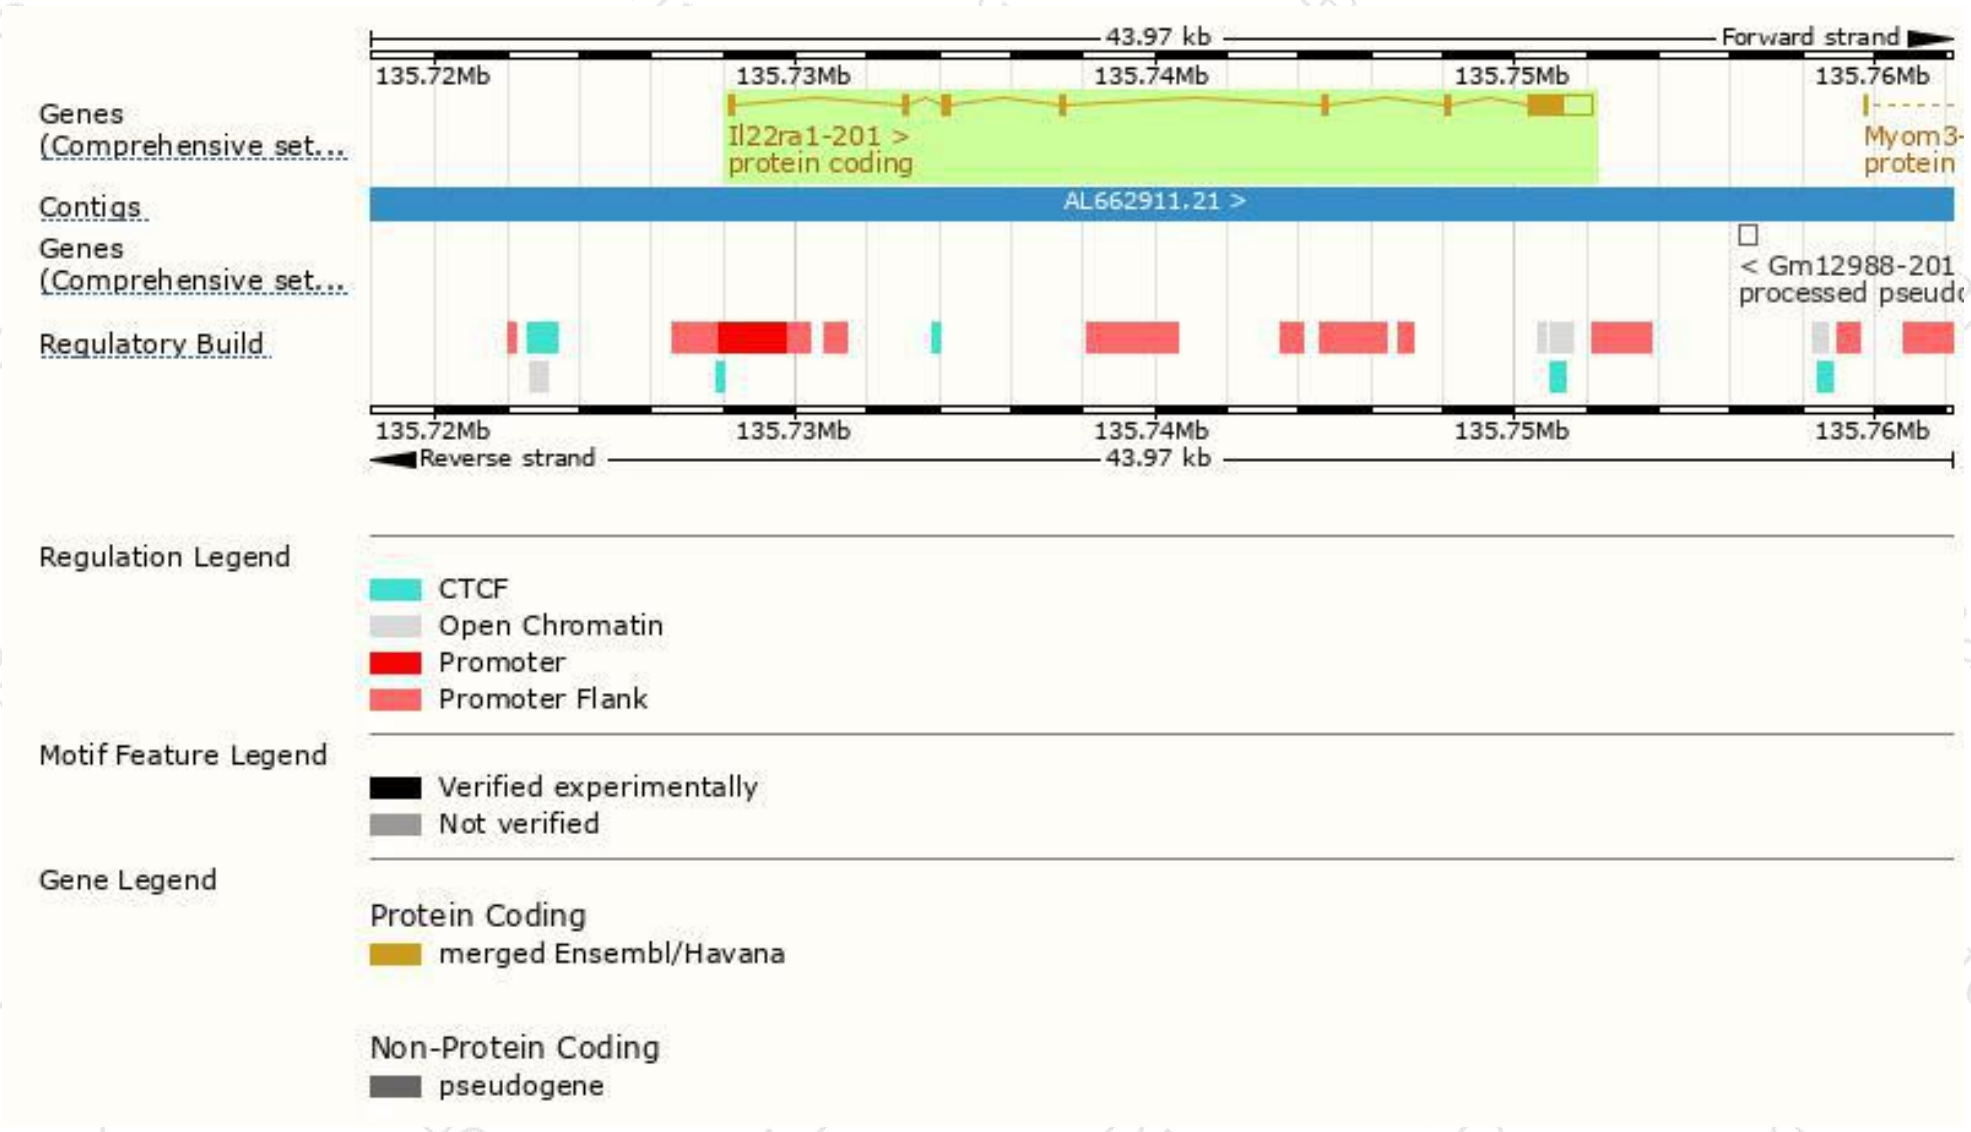 43.97 kb Forward strand
135.72Mb 135.73Mb 135.74Mb 135.75Mb 135.76Mb
Genes
(Comprehensive set...
Il22ra1-201 >
protein coding
Myom3-
protein
Contigs
AL662911.21 >
Genes
(Comprehensive set...
< Gm12988-201
processed pseudo
Regulatory Build
135.72Mb 135.73Mb 135.74Mb 135.75Mb 135.76Mb
Reverse strand 43.97 kb
Regulation Legend
CTCF
Open Chromatin
Promoter
Promoter Flank
Motif Feature Legend
Verified experimentally
Not verified
Gene Legend
Protein Coding
merged Ensembl/Havana
Non-Protein Coding
pseudogene